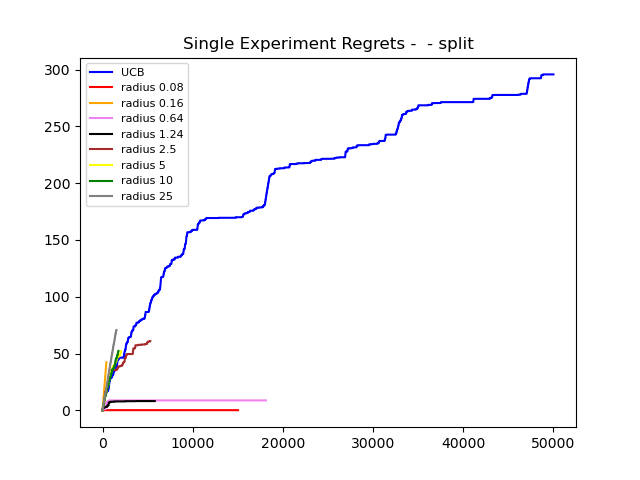 Single Experiment Regrets -  - split
300
250
200
150
100
50
0
UCB
radius 0.08
radius 0.16
radius 0.64
radius 1.24
radius 2.5
radius 5
radius 10
radius 25
0 10000 20000 30000 40000 50000